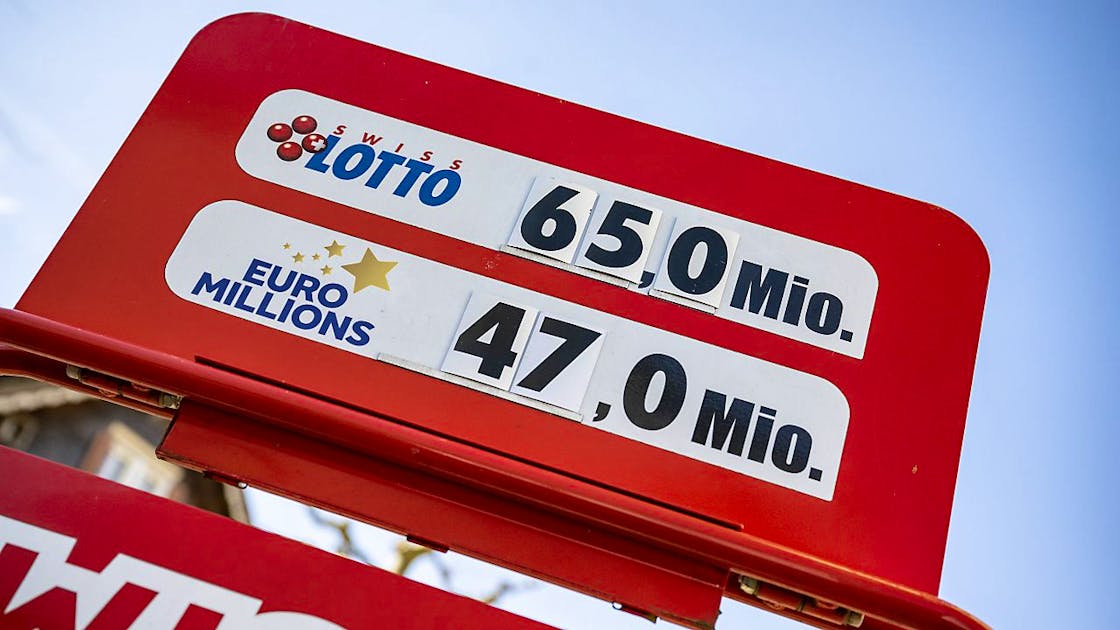 SWISS
LOTTO 65,0 Mio.
EURO
MILLIONS 47,0 Mio.